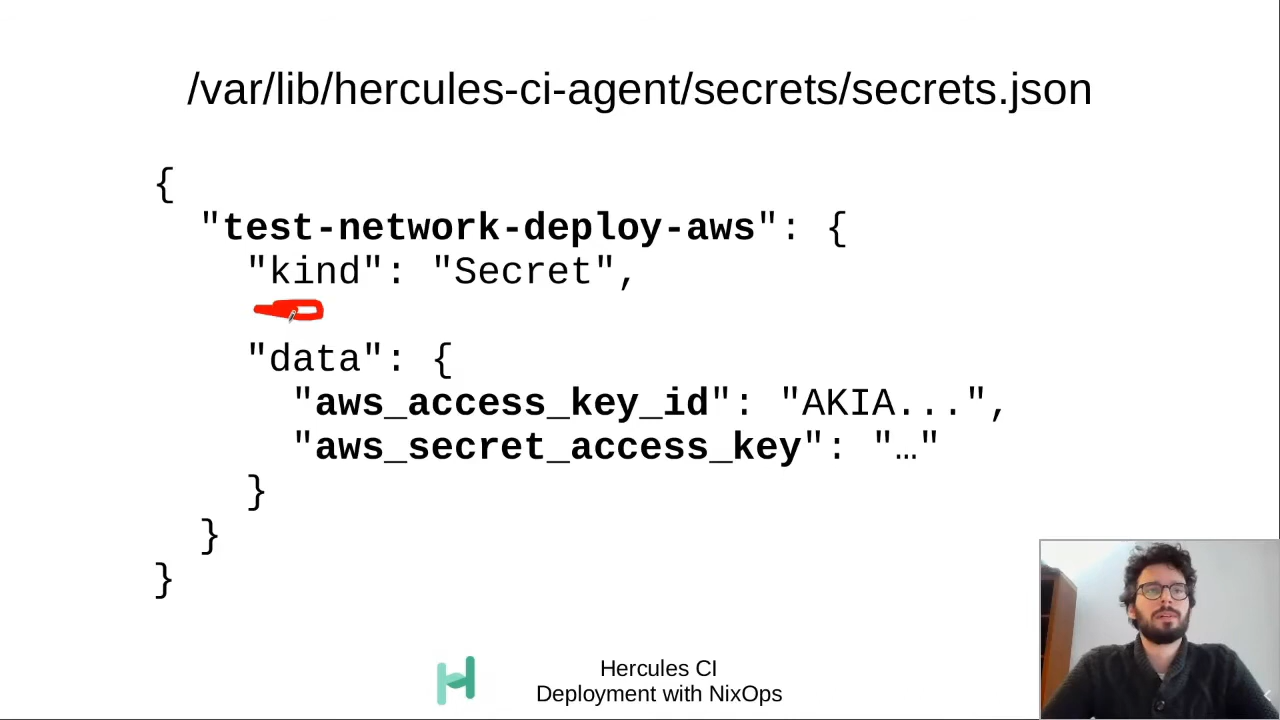 /var/lib/hercules-ci-agent/secrets/secrets.json
{
"test-network-deploy-aws": {
"kind": "Secret",
"data": {
"aws_access_key_id": "AKIA...",
"aws_secret_access_key": "…"
}
}
}
Hercules CI
Deployment with NixOps